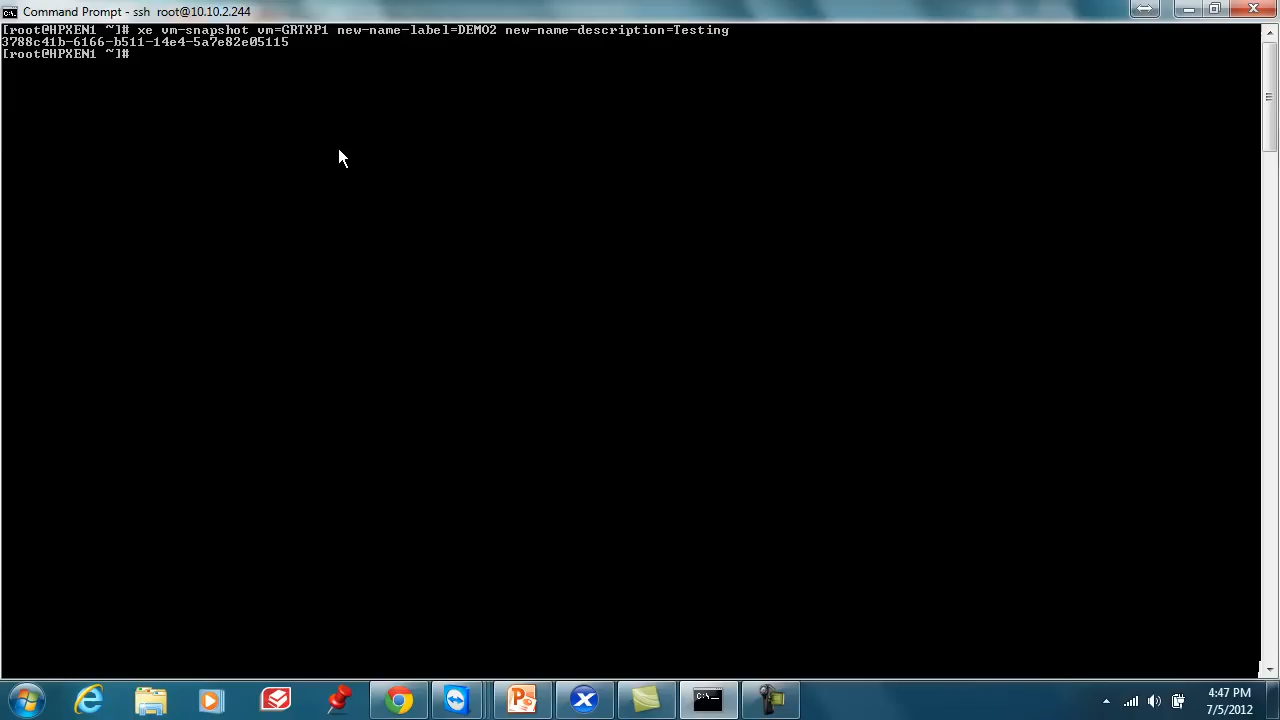 Command Prompt - ssh root@10.10.2.244
[root@HPXEN1 ~]# xe vm-snapshot vm=GRTXP1 new-name-label=DEMO2 new-name-description=Testing
3788c41b-6166-b511-14e4-5a7e82e05115
[root@HPXEN1 ~]#
4:47 PM
7/5/2012